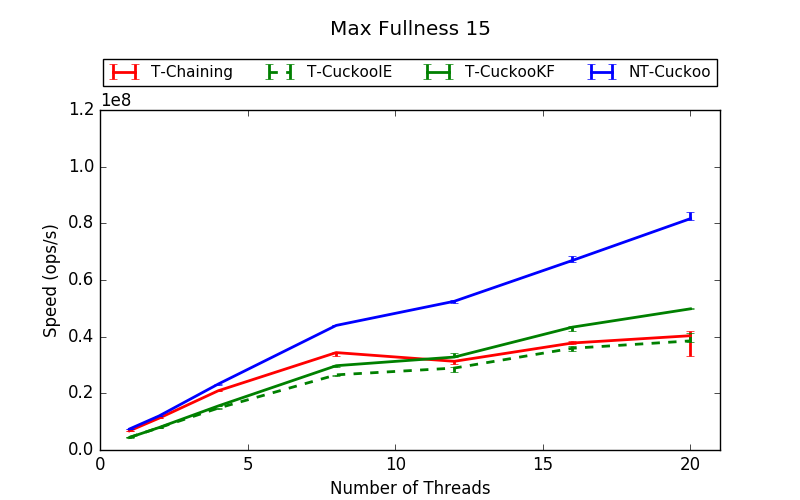 Max Fullness 15
T-Chaining T-CuckooIE T-CuckooKF NT-Cuckoo
1e8
1.2
1.0
0.8
0.6
0.4
0.2
0.0
Speed (ops/s)
0 5 10 15 20
Number of Threads